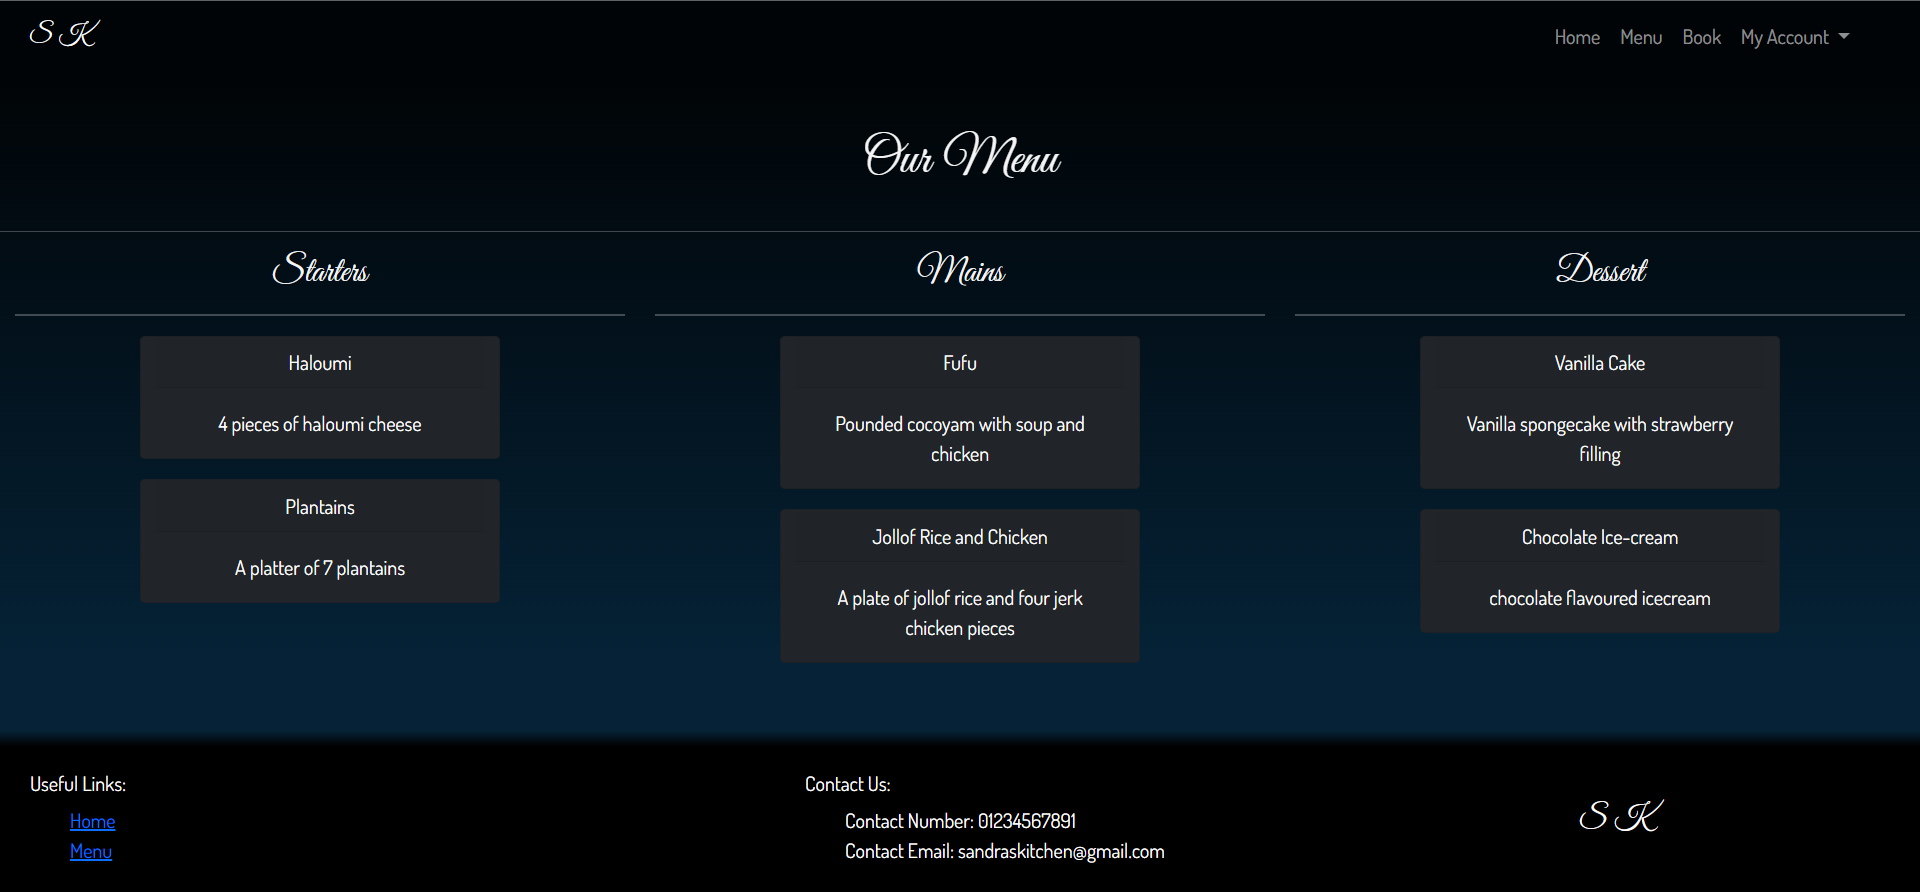 S K
Home Menu Book My Account
Our Menu
Starters
Haloumi
4 pieces of haloumi cheese
Plantains
A platter of 7 plantains
Mains
Fufu
Pounded cocoyam with soup and
chicken
Jollof Rice and Chicken
A plate of jollof rice and four jerk
chicken pieces
Dessert
Vanilla Cake
Vanilla spongecake with strawberry
filling
Chocolate Ice-cream
chocolate flavoured icecream
Useful Links:
Home
Menu
Contact Us:
Contact Number: 01234567891
Contact Email: sandraskitchen@gmail.com
S K